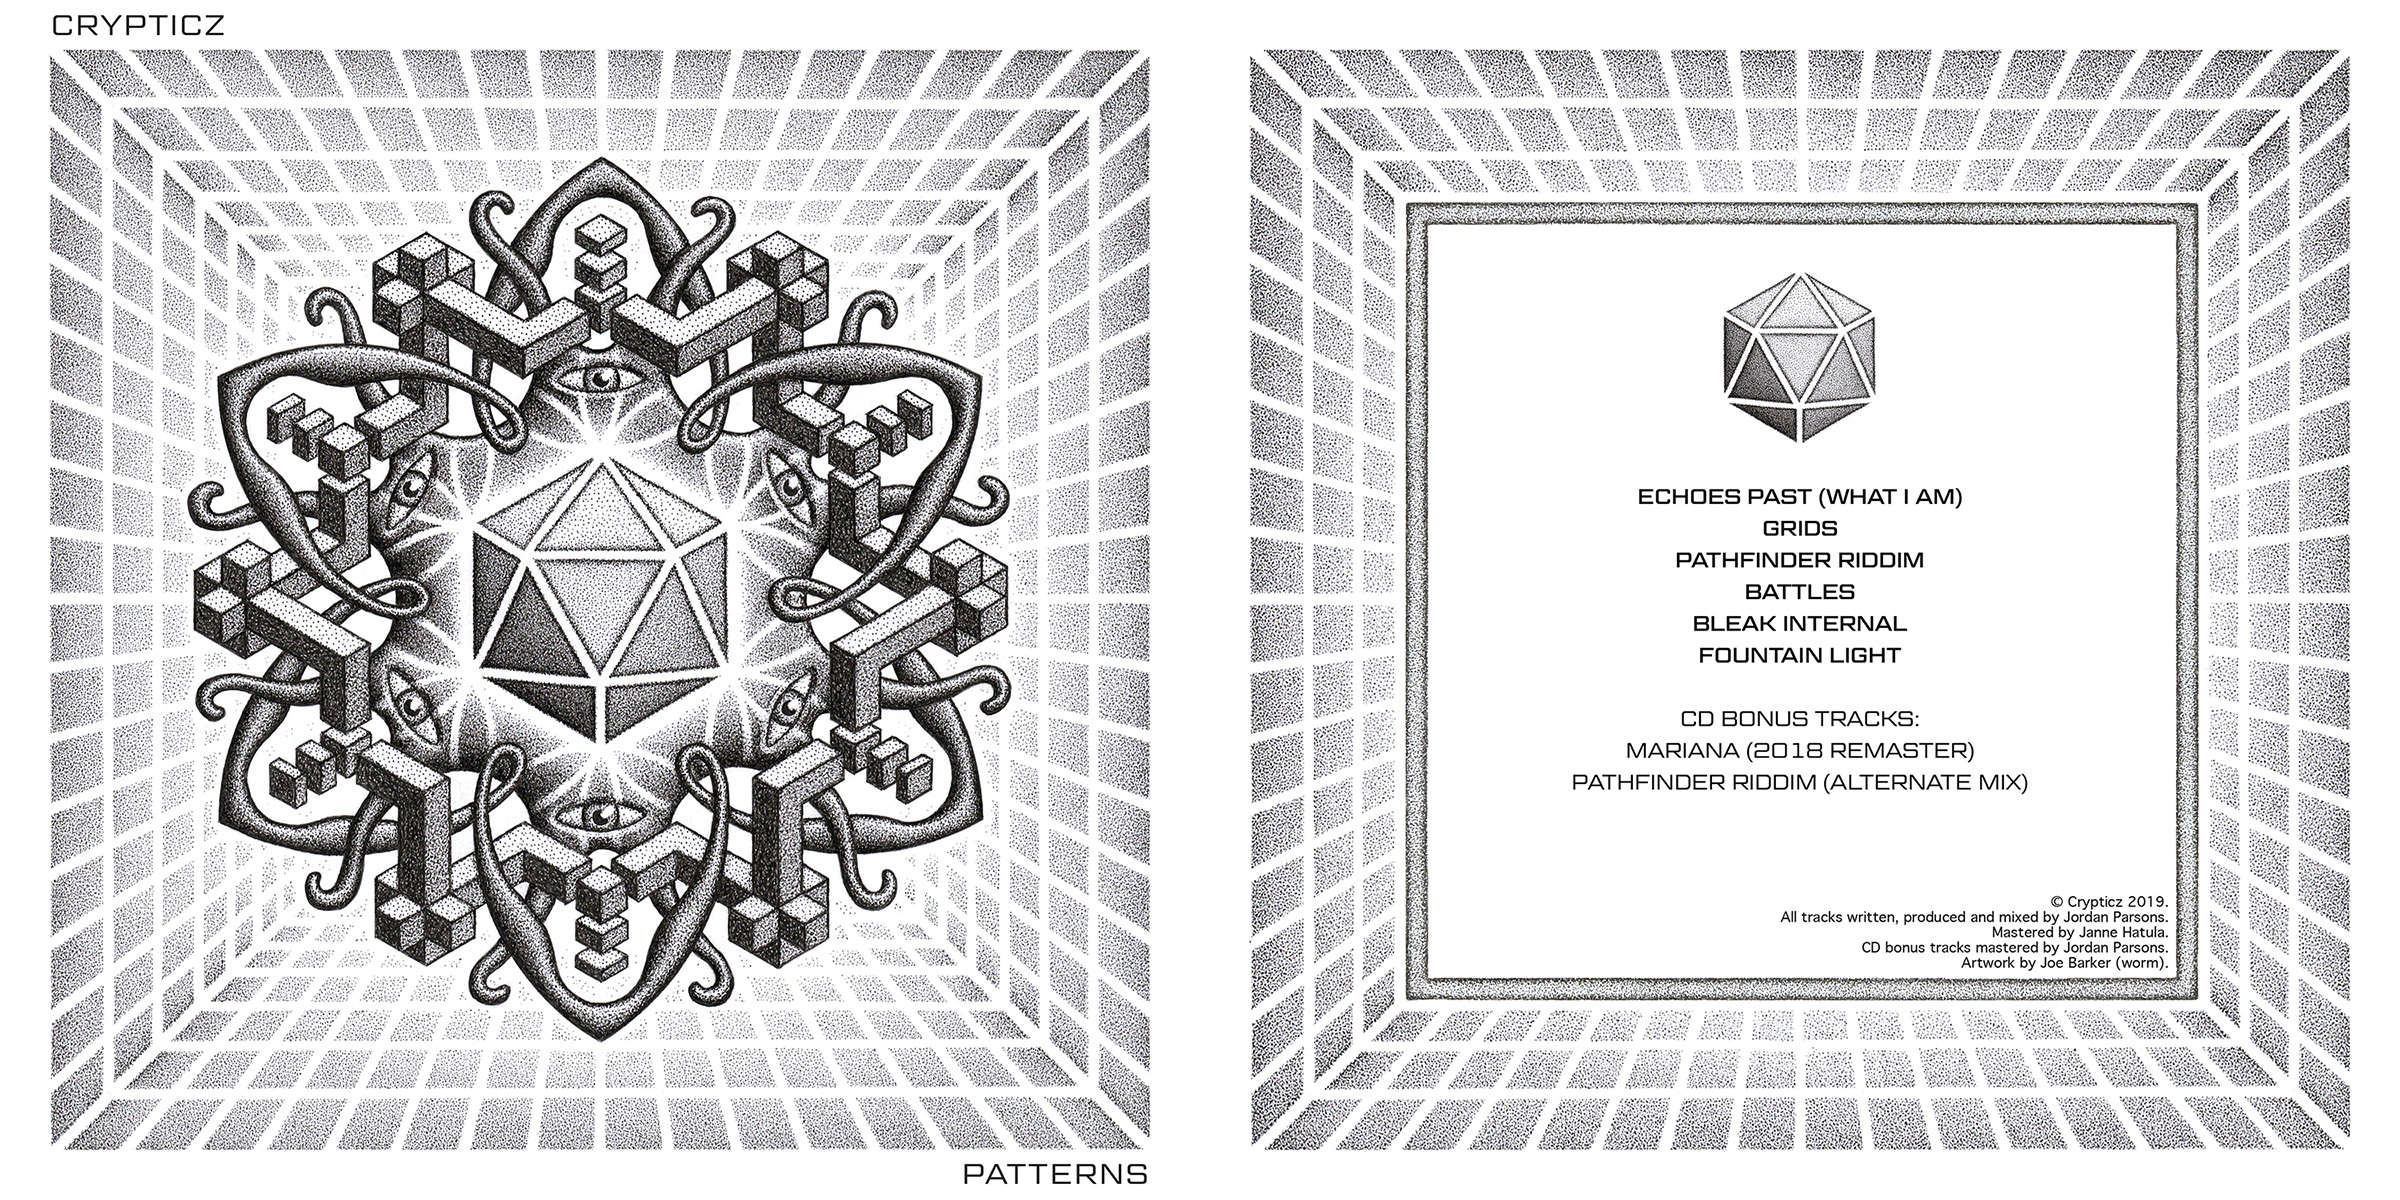 CRYPTICZ
PATTERNS
ECHOES PAST (WHAT I AM)
GRIDS
PATHFINDER RIDDIM
BATTLES
BLEAK INTERNAL
FOUNTAIN LIGHT
CD BONUS TRACKS:
MARIANA (2018 REMASTER)
PATHFINDER RIDDIM (ALTERNATE MIX)
© Crypticz 2019.
All tracks written, produced and mixed by Jordan Parsons.
Mastered by Janne Hatula.
CD bonus tracks mastered by Jordan Parsons.
Artwork by Joe Barker (worm).